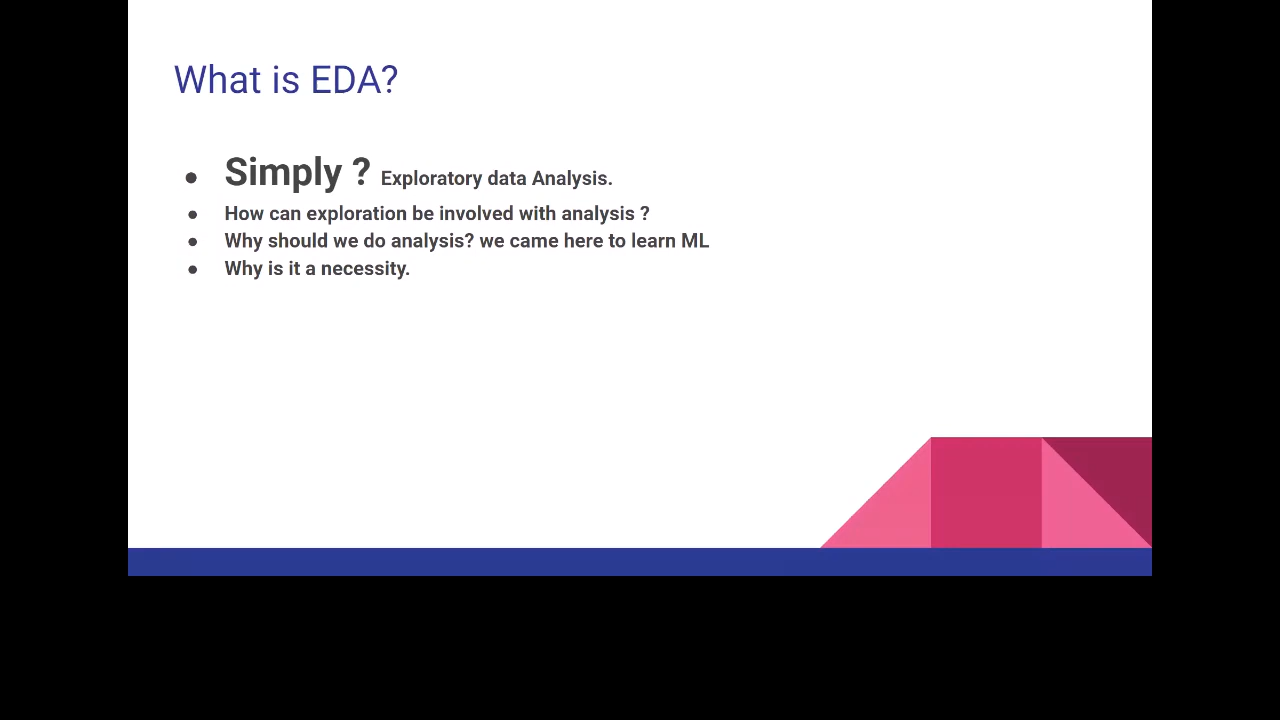 What is EDA?
● Simply ? Exploratory data Analysis.
● How can exploration be involved with analysis ?
● Why should we do analysis? we came here to learn ML
● Why is it a necessity.